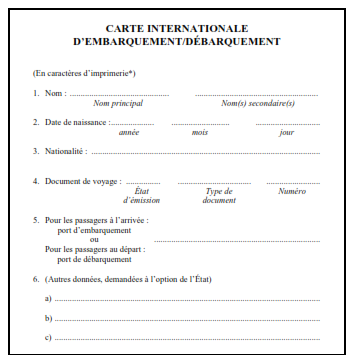 CARTE INTERNATIONALE
D'EMBARQUEMENT/DÉBARQUEMENT
(En caractères d'imprimerie*)
1. Nom : ........................................ ........................................
Nom principal Nom(s) secondaire(s)
2. Date de naissance :.................. ........................ ........................
année mois jour
3. Nationalité : ................................................................................
4. Document de voyage : .............. .............................. ......................
État Type de Numéro
d'émission document
5. Pour les passagers à l'arrivée :
port d'embarquement
ou ............................................................
Pour les passagers au départ :
port de débarquement
6. (Autres données, demandées à l'option de l'État)
a) ................................................................................
b) ................................................................................
c) ................................................................................